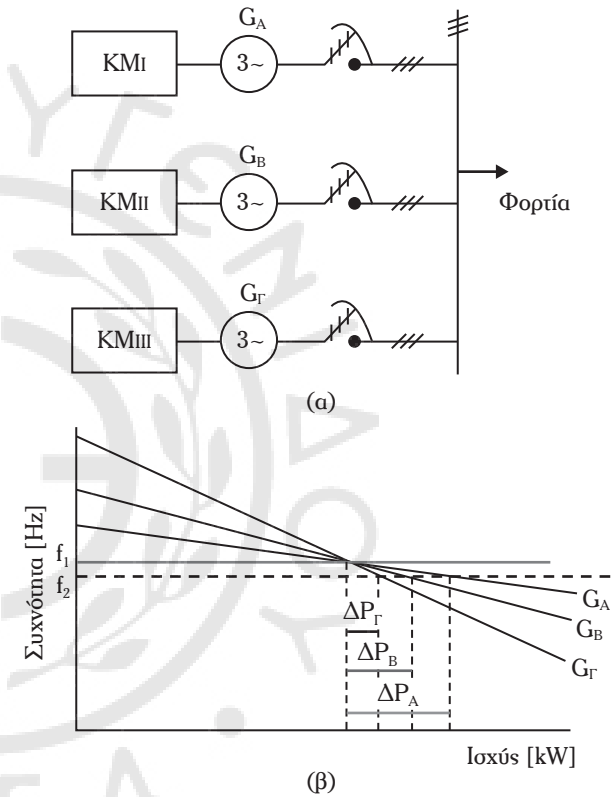 G_A
KMI
3~
G_B
KMII
3~
Φορτία
G_Γ
KMIII
3~
(α)
Συχνότητα [Hz]
f_1
f_2
G_A
G_B
G_Γ
ΔP_Γ
ΔP_B
ΔP_A
Ισχύς [kW]
(β)